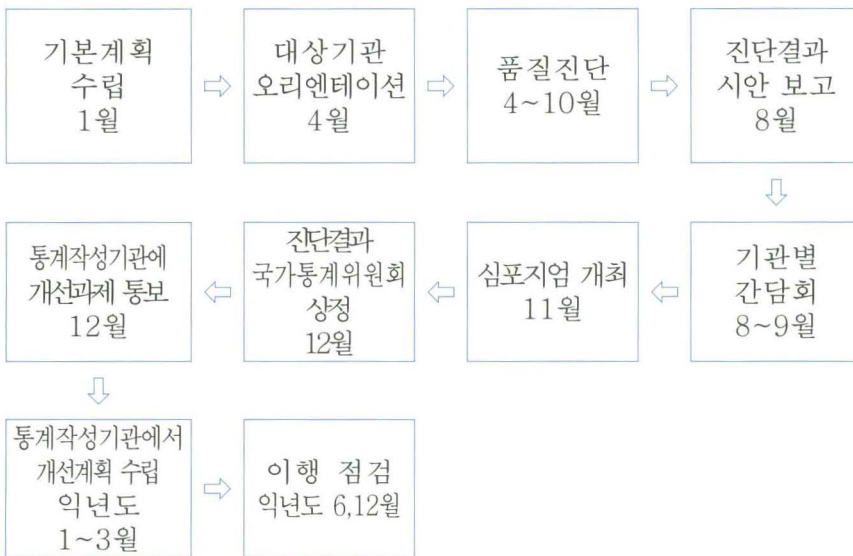 기본계획
수립
1월
대상기관
오리엔테이션
4월
품질진단
4~10월
진단결과
시안 보고
8월
기관별
간담회
8~9월
심포지엄 개최
11월
진단결과
국가통계위원회
상정
12월
통계작성기관에
개선과제 통보
12월
통계작성기관에서
개선계획 수립
익년도
1~3월
이행 점검
익년도 6,12월